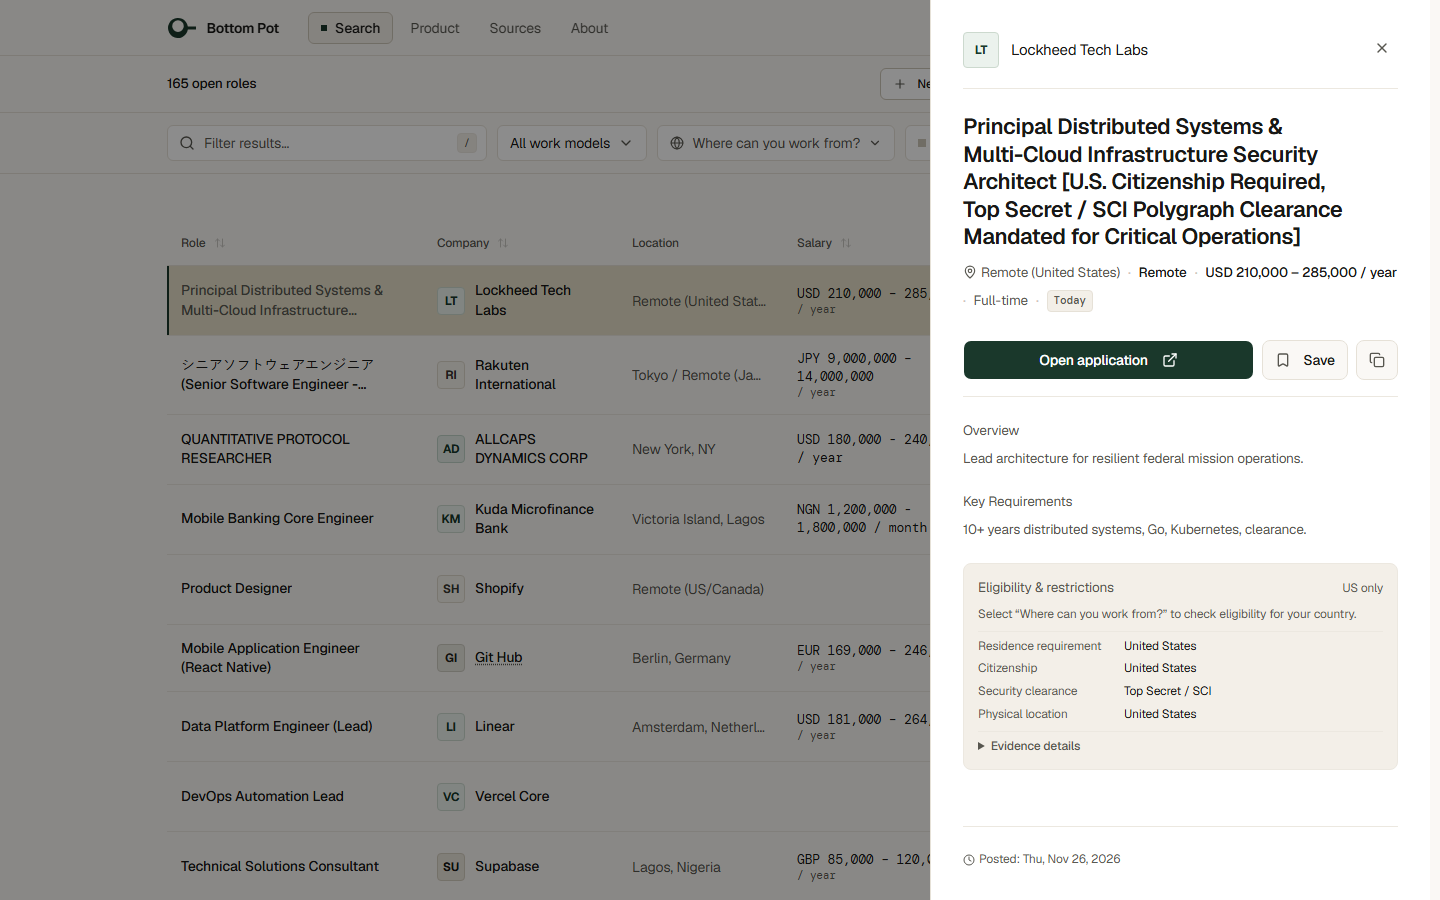 Bottom Pot
Search
Product
Sources
About
165 open roles
Filter results...
/
All work models
Where can you work from?
Role
Company
Location
Salary
Principal Distributed Systems &
Multi-Cloud Infrastructure...
LT
Lockheed Tech
Labs
Remote (United Stat...
USD 210,000 – 285,
/ year
シニアソフトウェアエンジニア
(Senior Software Engineer -...
RI
Rakuten
International
Tokyo / Remote (Ja...
JPY 9,000,000 –
14,000,000
/ year
QUANTITATIVE PROTOCOL
RESEARCHER
AD
ALLCAPS
DYNAMICS CORP
New York, NY
USD 180,000 - 240,
/ year
Mobile Banking Core Engineer
KM
Kuda Microfinance
Bank
Victoria Island, Lagos
NGN 1,200,000 -
1,800,000 / month
Product Designer
SH
Shopify
Remote (US/Canada)
Mobile Application Engineer
(React Native)
GI
Git Hub
Berlin, Germany
EUR 169,000 – 246,
/ year
Data Platform Engineer (Lead)
LI
Linear
Amsterdam, Netherl...
USD 181,000 – 264,
/ year
DevOps Automation Lead
VC
Vercel Core
Technical Solutions Consultant
SU
Supabase
Lagos, Nigeria
GBP 85,000 – 120,0
/ year
LT
Lockheed Tech Labs
Principal Distributed Systems &
Multi-Cloud Infrastructure Security
Architect [U.S. Citizenship Required,
Top Secret / SCI Polygraph Clearance
Mandated for Critical Operations]
Remote (United States) · Remote · USD 210,000 – 285,000 / year
· Full-time · Today
Open application
Save
Overview
Lead architecture for resilient federal mission operations.
Key Requirements
10+ years distributed systems, Go, Kubernetes, clearance.
Eligibility & restrictions
US only
Select “Where can you work from?” to check eligibility for your country.
Residence requirement United States
Citizenship United States
Security clearance Top Secret / SCI
Physical location United States
Evidence details
Posted: Thu, Nov 26, 2026